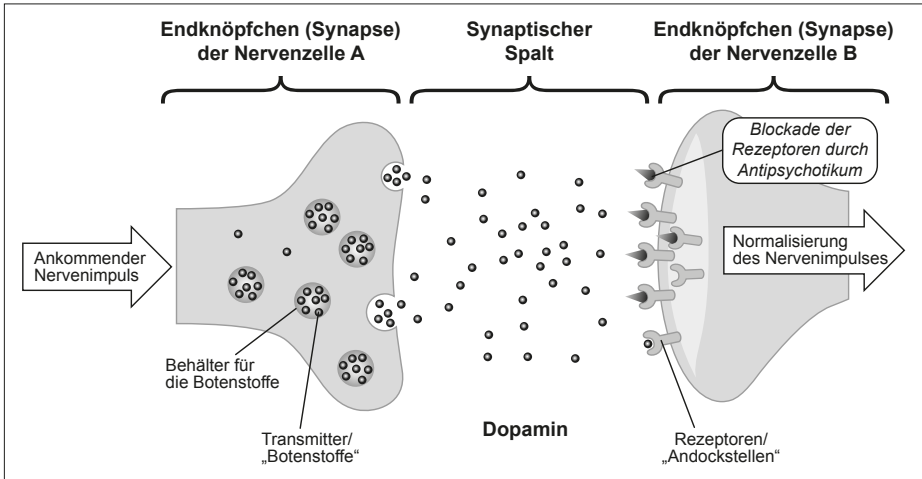 Endknöpfchen (Synapse)
der Nervenzelle A
Synaptischer
Spalt
Endknöpfchen (Synapse)
der Nervenzelle B
Blockade der
Rezeptoren durch
Antipsychotikum
Ankommender
Nervenimpuls
Normalisierung
des Nervenimpulses
Behälter für
die Botenstoffe
Transmitter/
„Botenstoffe“
Dopamin
Rezeptoren/
„Andockstellen“